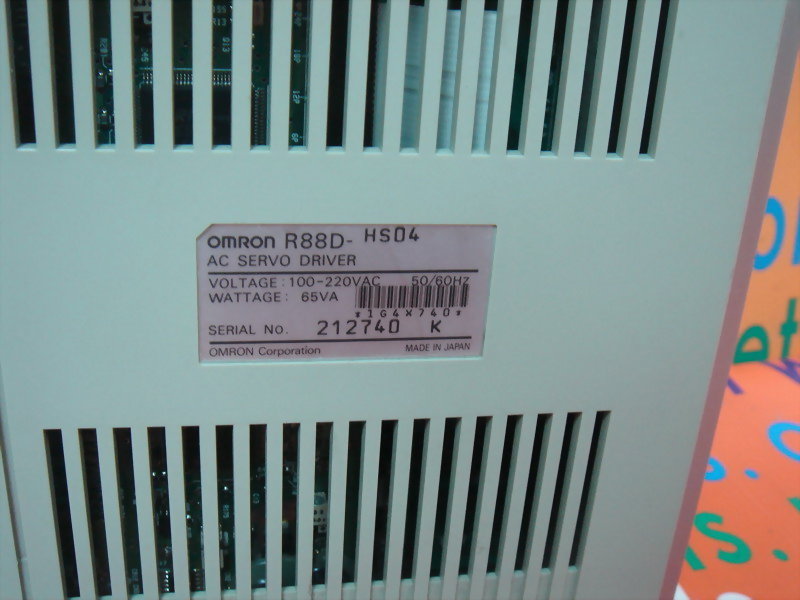 OMRON R88D- HS04
AC SERVO DRIVER
VOLTAGE: 100-220VAC 50/60Hz
WATTAGE: 65VA
*1G4X740*
SERIAL No. 212740 K
OMRON Corporation MADE IN JAPAN